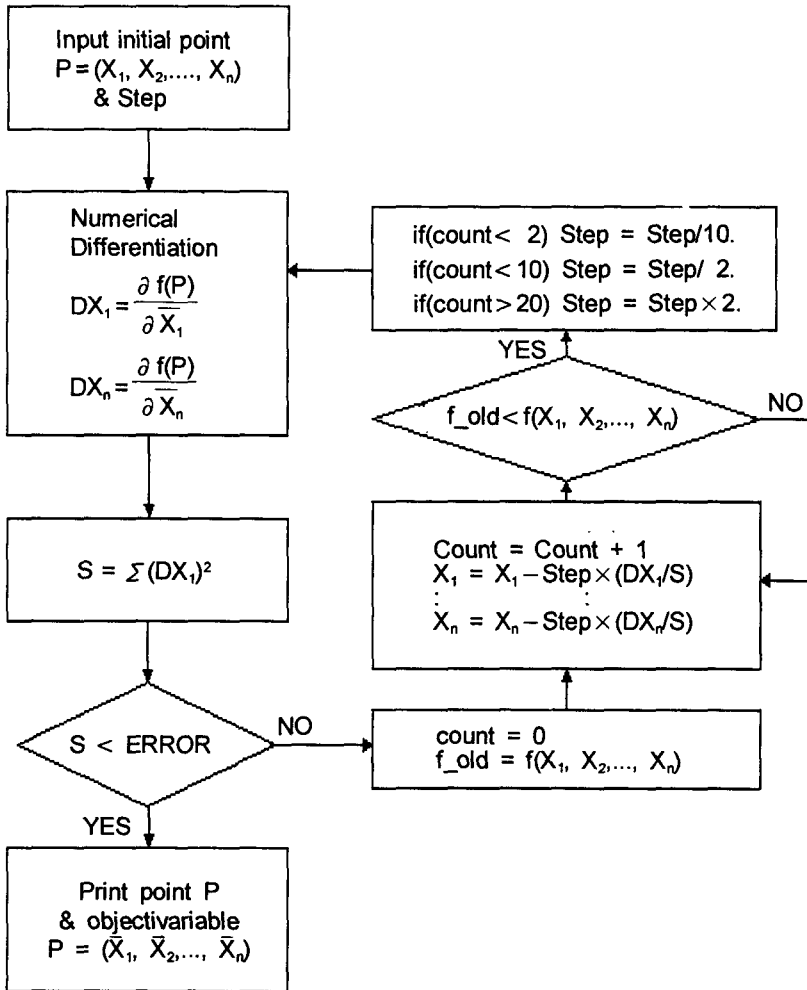 Input initial point
P = (X₁, X₂,...., Xₙ)
& Step
Numerical
Differentiation
DX₁ = ∂ f(P) / ∂ X̄₁
DXₙ = ∂ f(P) / ∂ X̄ₙ
S = Σ (DX₁)²
S < ERROR
NO
YES
Print point P
& objectivariable
P = (X̄₁, X̄₂,..., X̄ₙ)
if(count< 2) Step = Step/10.
if(count<10) Step = Step/ 2.
if(count>20) Step = Step × 2.
YES
f_old < f(X₁, X₂,..., Xₙ)
NO
Count = Count + 1
X₁ = X₁ – Step × (DX₁/S)
⋮ ⋮
Xₙ = Xₙ – Step × (DXₙ/S)
count = 0
f_old = f(X₁, X₂,..., Xₙ)